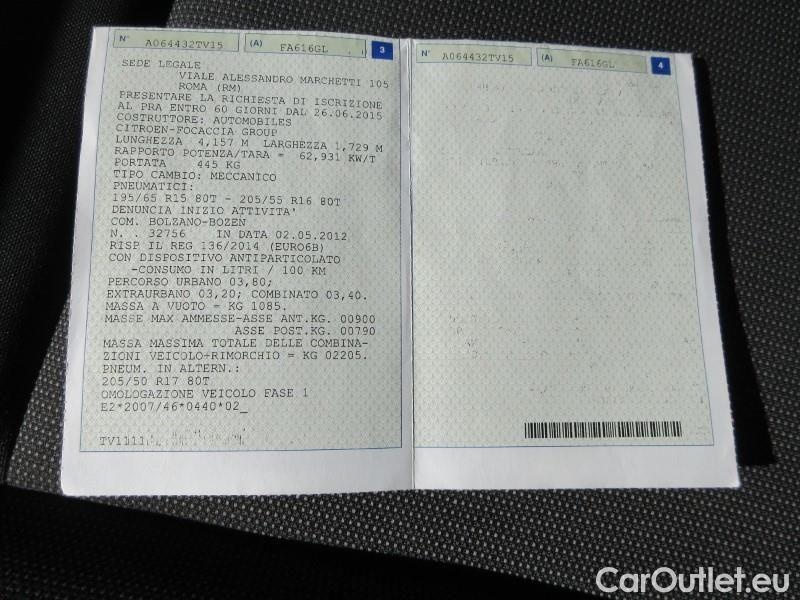 N° A064432TV15 (A) FA616GL 3
SEDE LEGALE
VIALE ALESSANDRO MARCHETTI 105
ROMA (RM)
PRESENTARE LA RICHIESTA DI ISCRIZIONE
AL PRA ENTRO 60 GIORNI DAL 26.06.2015
COSTRUTTORE: AUTOMOBILES
CITROEN-FOCACCIA GROUP
LUNGHEZZA 4,157 M LARGHEZZA 1,729 M
RAPPORTO POTENZA/TARA = 62,931 KW/T
PORTATA 445 KG
TIPO CAMBIO: MECCANICO
PNEUMATICI:
195/65 R15 80T - 205/55 R16 80T
DENUNCIA INIZIO ATTIVITA'
COM. BOLZANO-BOZEN
N. . 32756 IN DATA 02.05.2012
RISP IL REG 136/2014 (EURO6B)
CON DISPOSITIVO ANTIPARTICOLATO
-CONSUMO IN LITRI / 100 KM
PERCORSO URBANO 03,80;
EXTRAURBANO 03,20; COMBINATO 03,40.
MASSA A VUOTO = KG 1085.
MASSE MAX AMMESSE-ASSE ANT.KG. 00900
ASSE POST.KG. 00790
MASSA MASSIMA TOTALE DELLE COMBINA-
ZIONI VEICOLO+RIMORCHIO = KG 02205.
PNEUM. IN ALTERN.:
205/50 R17 80T
OMOLOGAZIONE VEICOLO FASE 1
E2*2007/46*0440*02_
TV1111
N° A064432TV15 (A) FA616GL 4
CarOutlet.eu